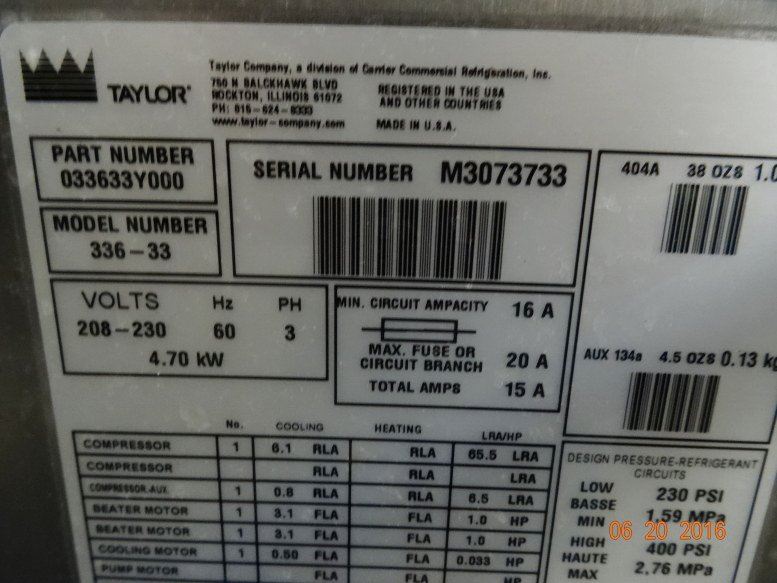 TAYLOR®
Taylor Company, a division of Carrier Commercial Refrigeration, Inc.
750 N BALCKHAWK BLVD
ROCKTON, ILLINOIS 61072
PH: 815-624-8333
www.taylor-company.com
REGISTERED IN THE USA
AND OTHER COUNTRIES
MADE IN U.S.A.
PART NUMBER
033633Y000
MODEL NUMBER
336-33
SERIAL NUMBER M3073733
404A 38 OZS 1.0
VOLTS Hz PH
208-230 60 3
4.70 kW
MIN. CIRCUIT AMPACITY 16 A
MAX. FUSE OR
CIRCUIT BRANCH 20 A
TOTAL AMPS 15 A
AUX 134a 4.5 OZS 0.13 kg
No. COOLING HEATING LRA/HP
COMPRESSOR 1 6.1 RLA RLA 65.5 LRA
COMPRESSOR RLA RLA LRA
COMPRESSOR-AUX. 1 0.8 RLA RLA 6.5 LRA
BEATER MOTOR 1 3.1 FLA FLA 1.0 HP
BEATER MOTOR 1 3.1 FLA FLA 1.0 HP
COOLING MOTOR 1 0.50 FLA FLA 0.033 HP
PUMP MOTOR FLA FLA HP
DESIGN PRESSURE-REFRIGERANT
CIRCUITS
LOW 230 PSI
BASSE
MIN 1.59 MPa
HIGH 400 PSI
HAUTE
MAX 2.76 MPa
06 20 2016